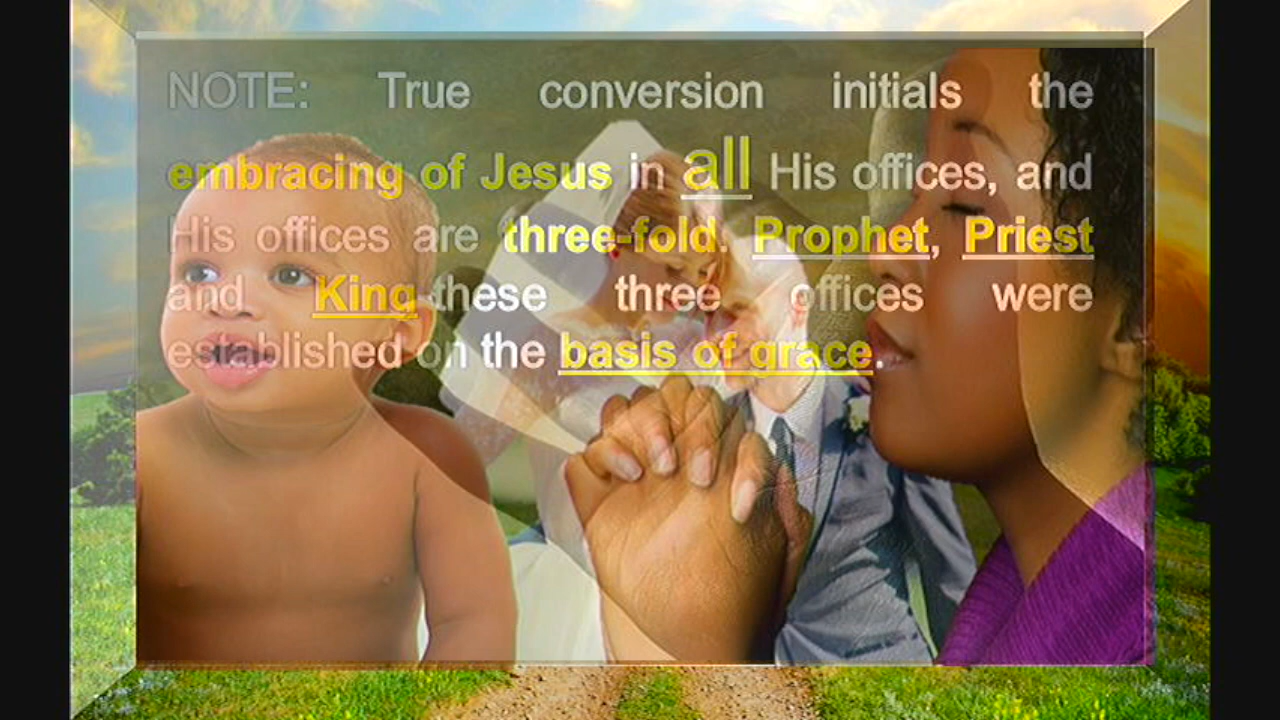 NOTE: True conversion initials the
embracing of Jesus in all His offices, and
His offices are three-fold. Prophet, Priest
and King these three offices were
established on the basis of grace.